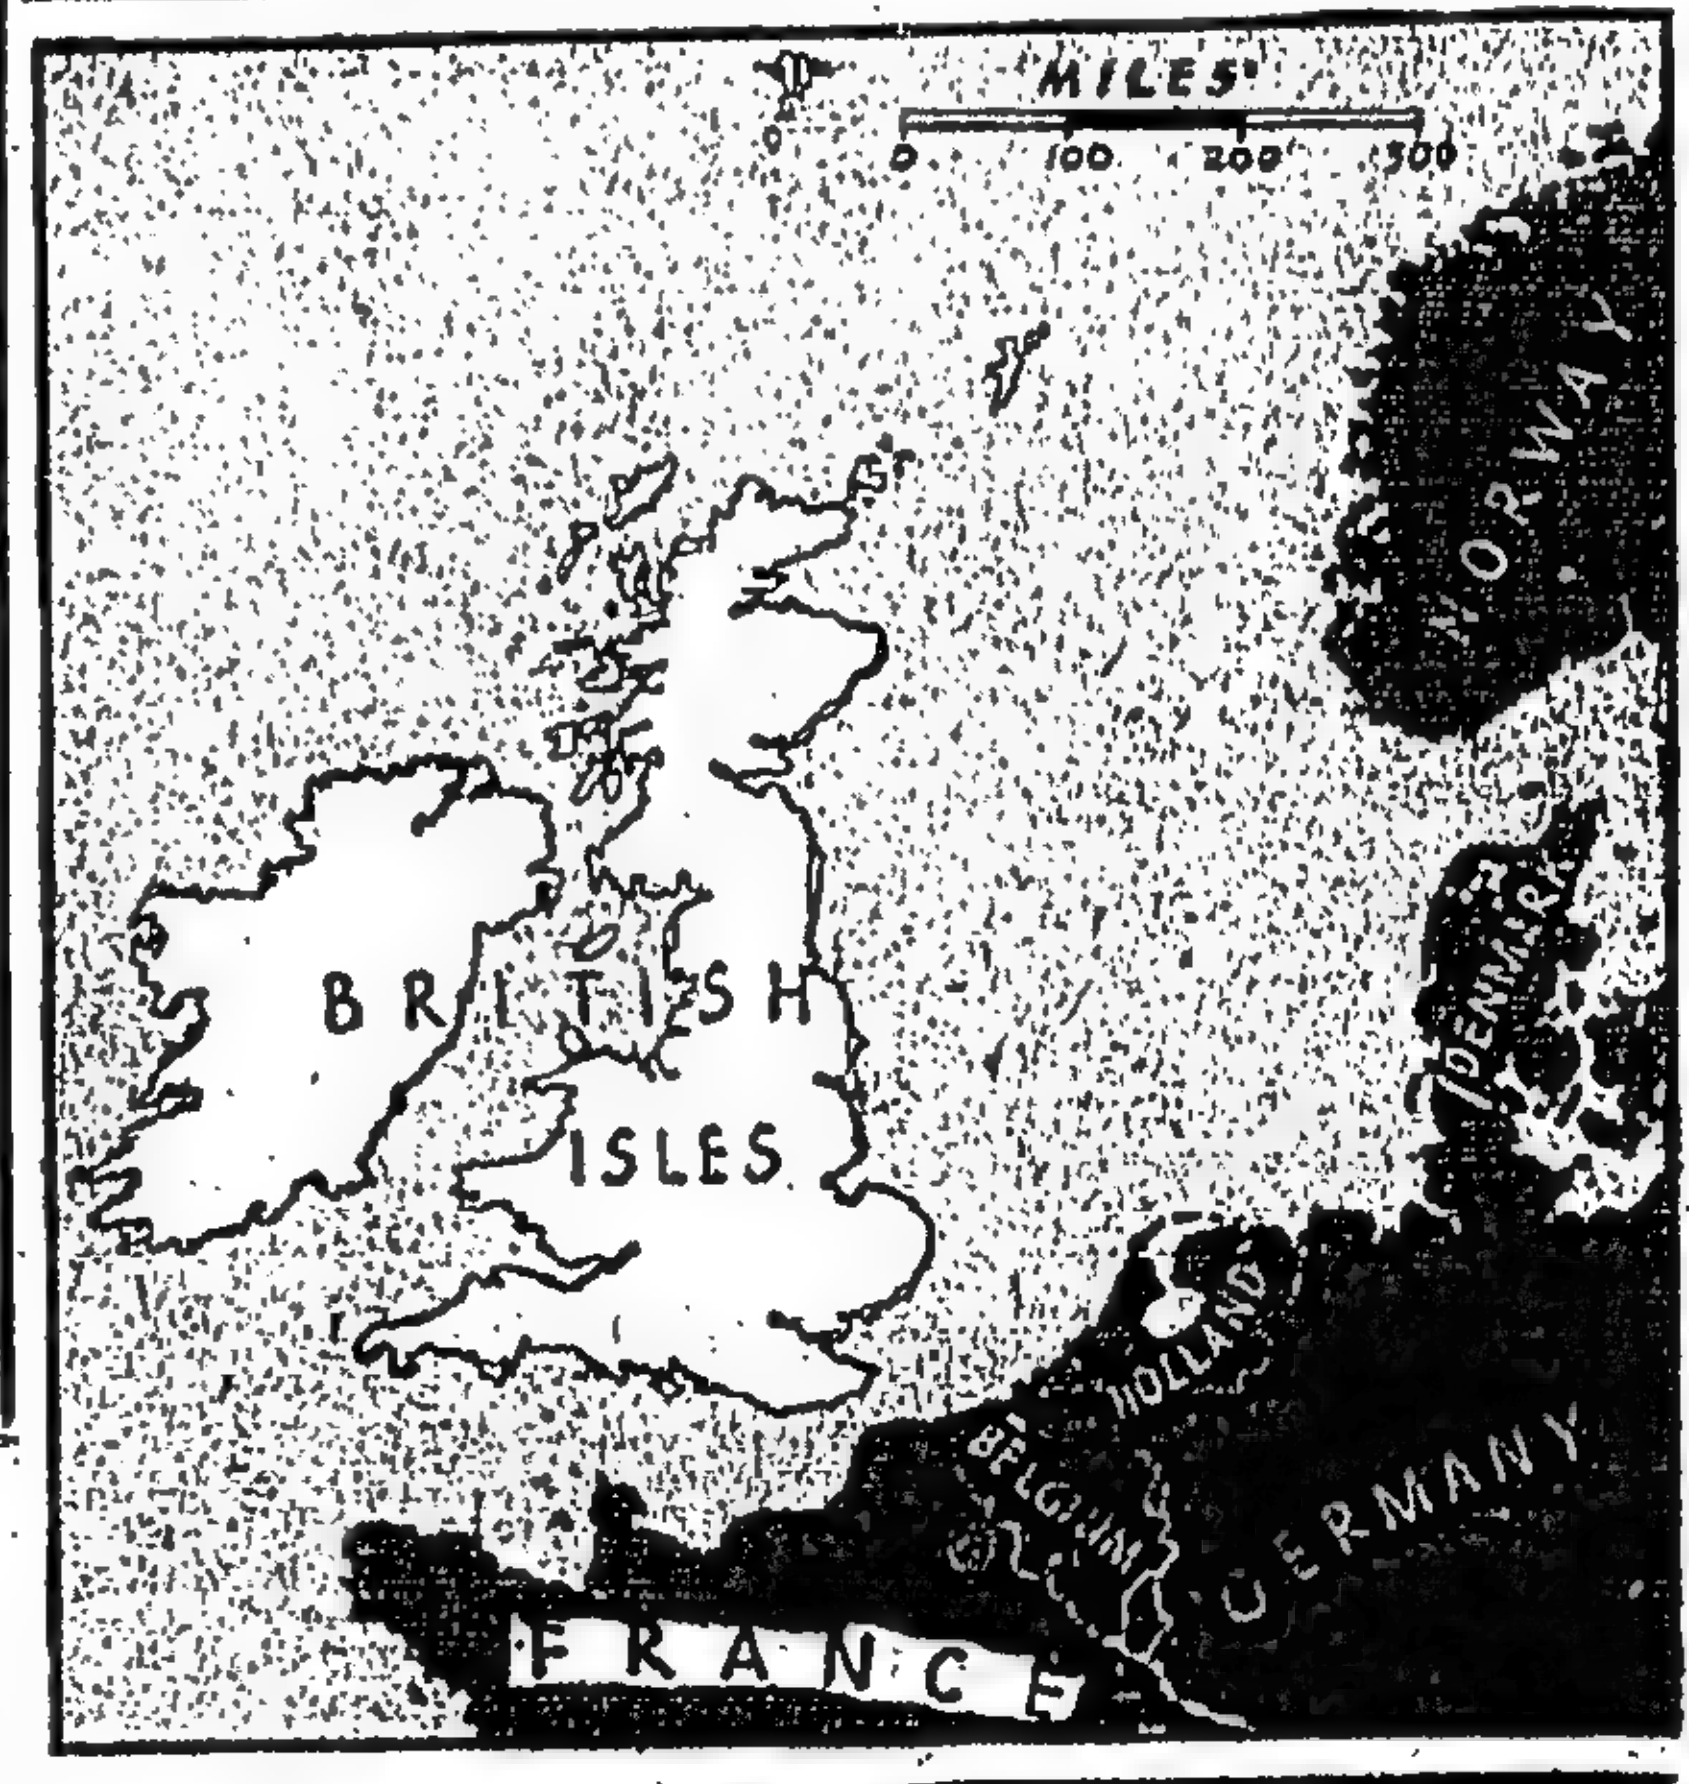 MILES
0 100 200 300
NORWAY
DENMARK
BRITISH
ISLES
HOLLAND
BELGIUM
GERMANY
FRANCE